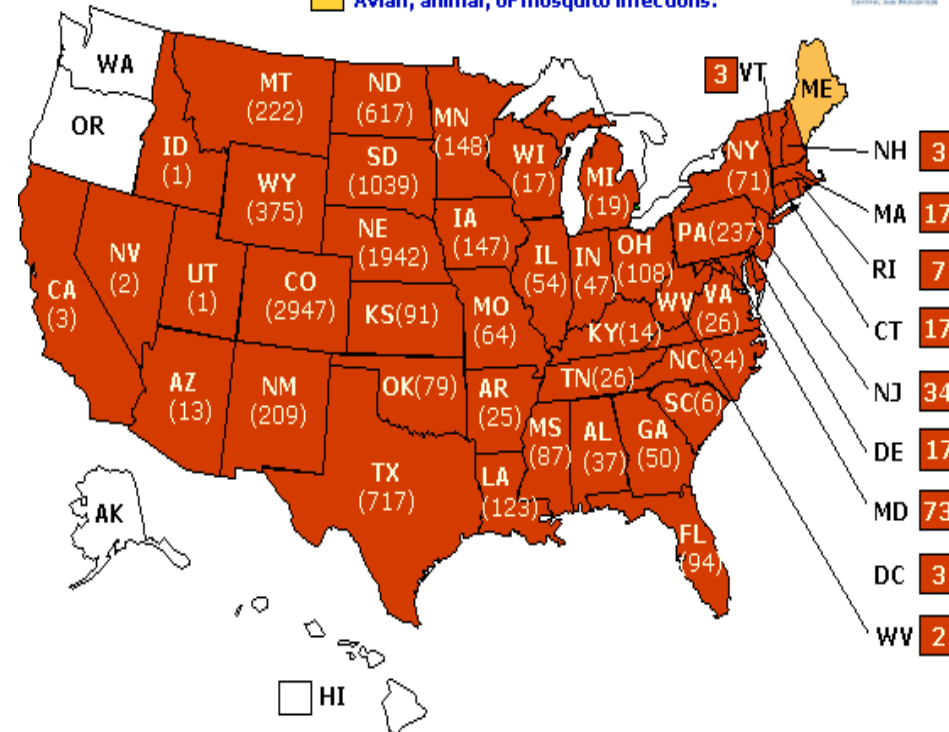 Avian, animal, or mosquito infections.
WA
MT
(222)
ND
(617)
MN
(148)
3 VT
ME
OR
ID
(1)
SD
(1039)
WI
(17)
MI
(19)
NY
(71)
NH 3
WY
(375)
MA 17
NV
(2)
NE
(1942)
IA
(147)
PA(237)
RI 7
CA
(3)
UT
(1)
CO
(2947)
IL
(54)
IN
(47)
OH
(108)
KS(91)
MO
(64)
KY(14)
WV
VA
(26)
CT 17
AZ
(13)
NM
(209)
OK(79)
AR
(25)
TN(26)
NC(24)
NJ 34
SC(6)
MS
(87)
AL
(37)
GA
(50)
DE 17
TX
(717)
LA
(123)
MD 73
AK
FL
(94)
DC 3
WV 2
HI